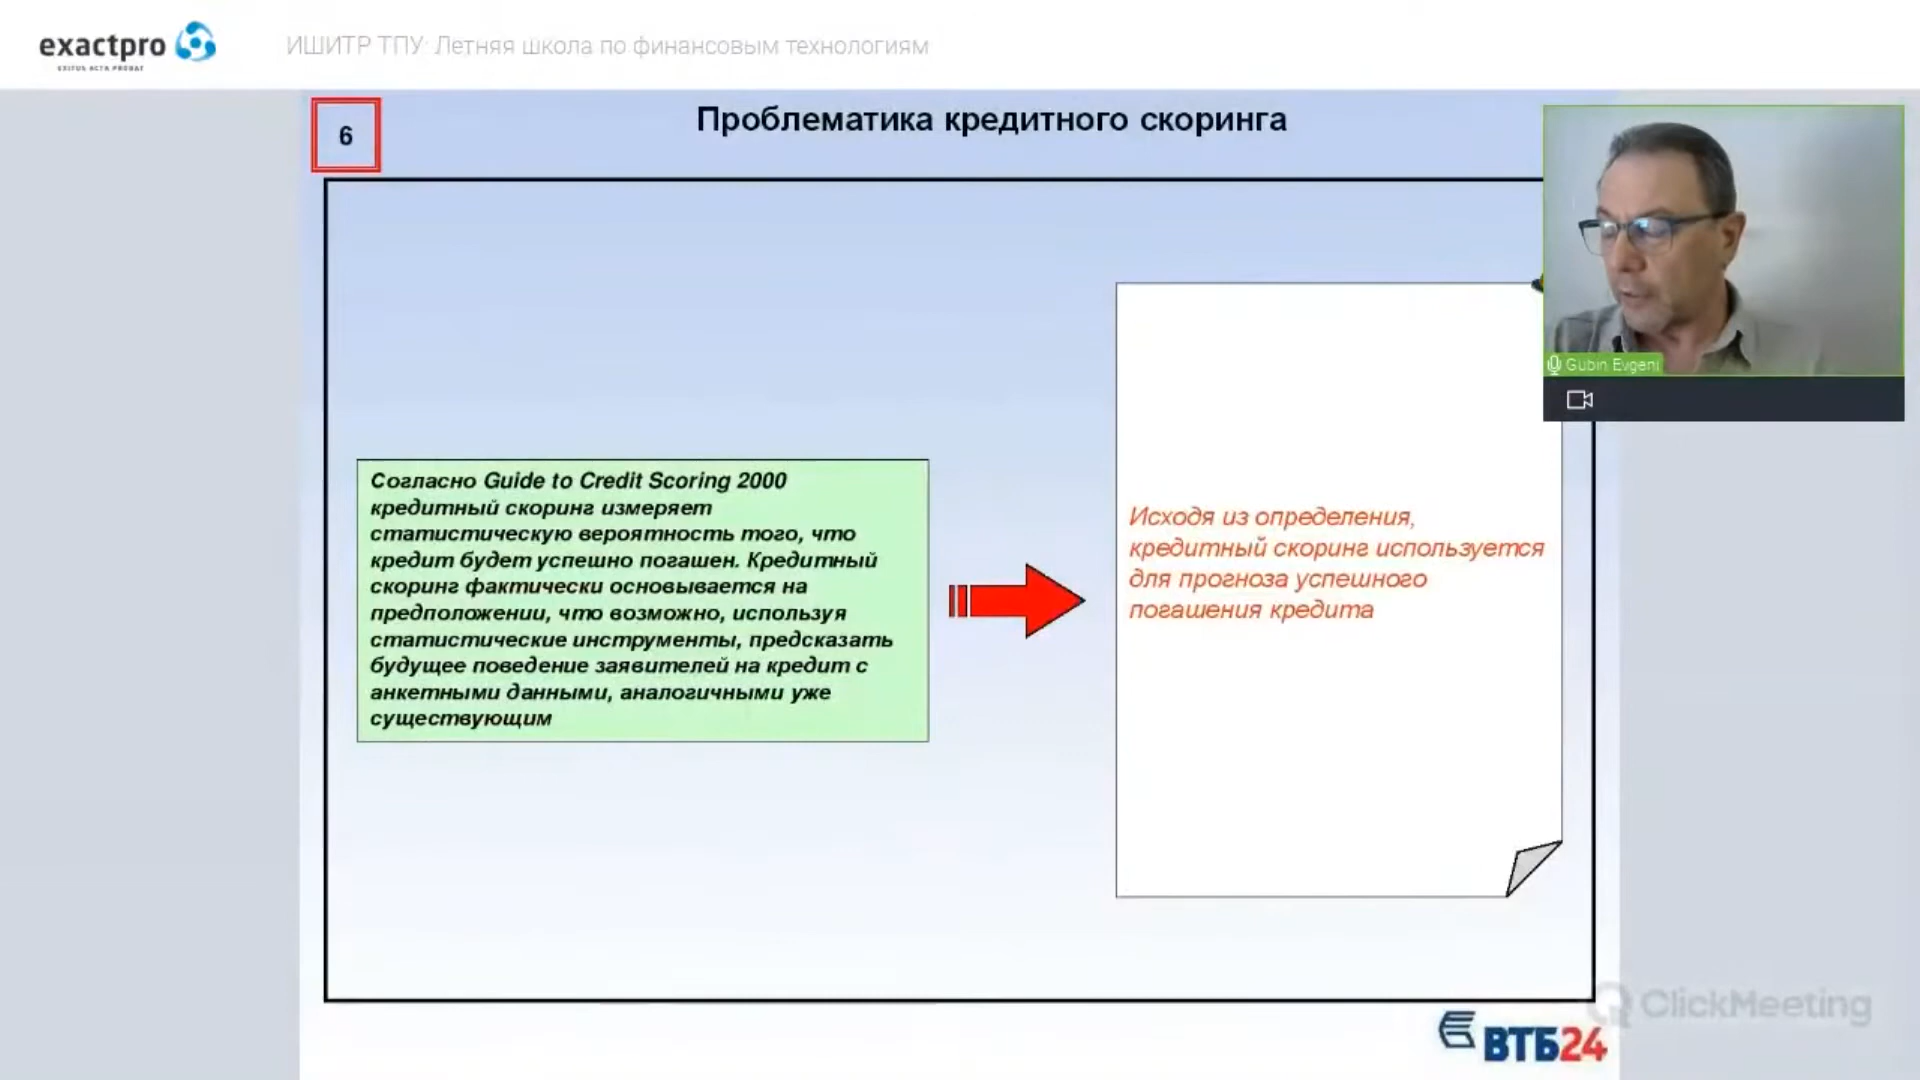 exactpro
EXITUS ACTA PROBAT
ИШИТР ТПУ: Летняя школа по финансовым технологиям
6
Проблематика кредитного скоринга
Gubin Evgeni
Согласно Guide to Credit Scoring 2000
кредитный скоринг измеряет
статистическую вероятность того, что
кредит будет успешно погашен. Кредитный
скоринг фактически основывается на
предположении, что возможно, используя
статистические инструменты, предсказать
будущее поведение заявителей на кредит с
анкетными данными, аналогичными уже
существующим
Исходя из определения,
кредитный скоринг используется
для прогноза успешного
погашения кредита
ClickMeeting
ВТБ24